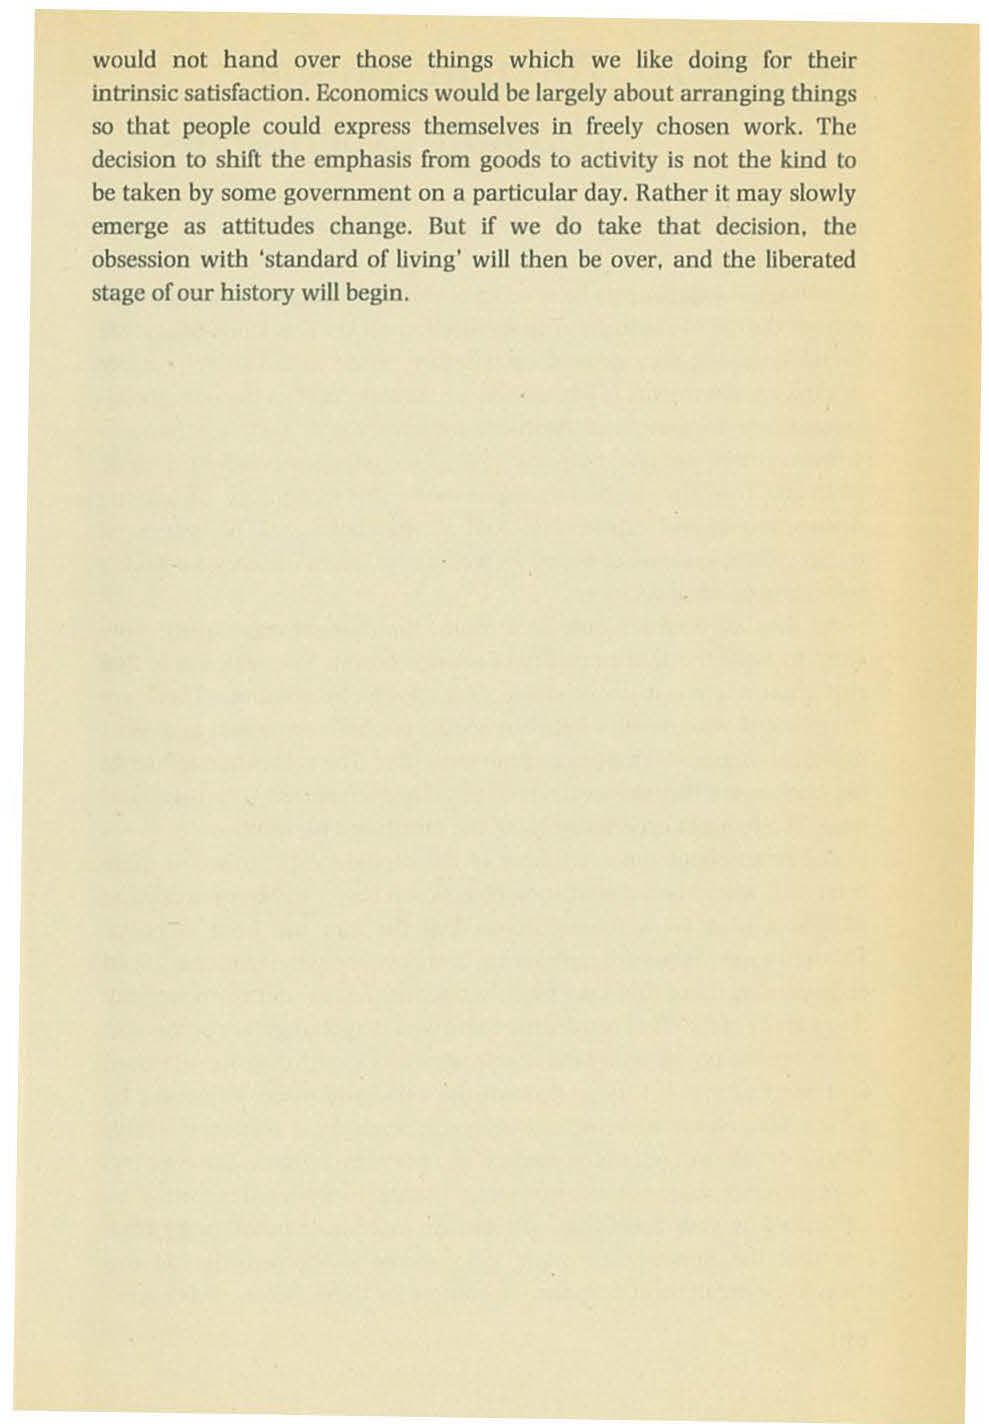 would not hand over those things which we like doing for their
intrinsic satisfaction. Economics would be largely about arranging things
so that people could express themselves in freely chosen work. The
decision to shift the emphasis from goods to activity is not the kind to
be taken by some government on a particular day. Rather it may slowly
emerge as attitudes change. But if we do take that decision, the
obsession with ‘standard of living’ will then be over, and the liberated
stage of our history will begin.